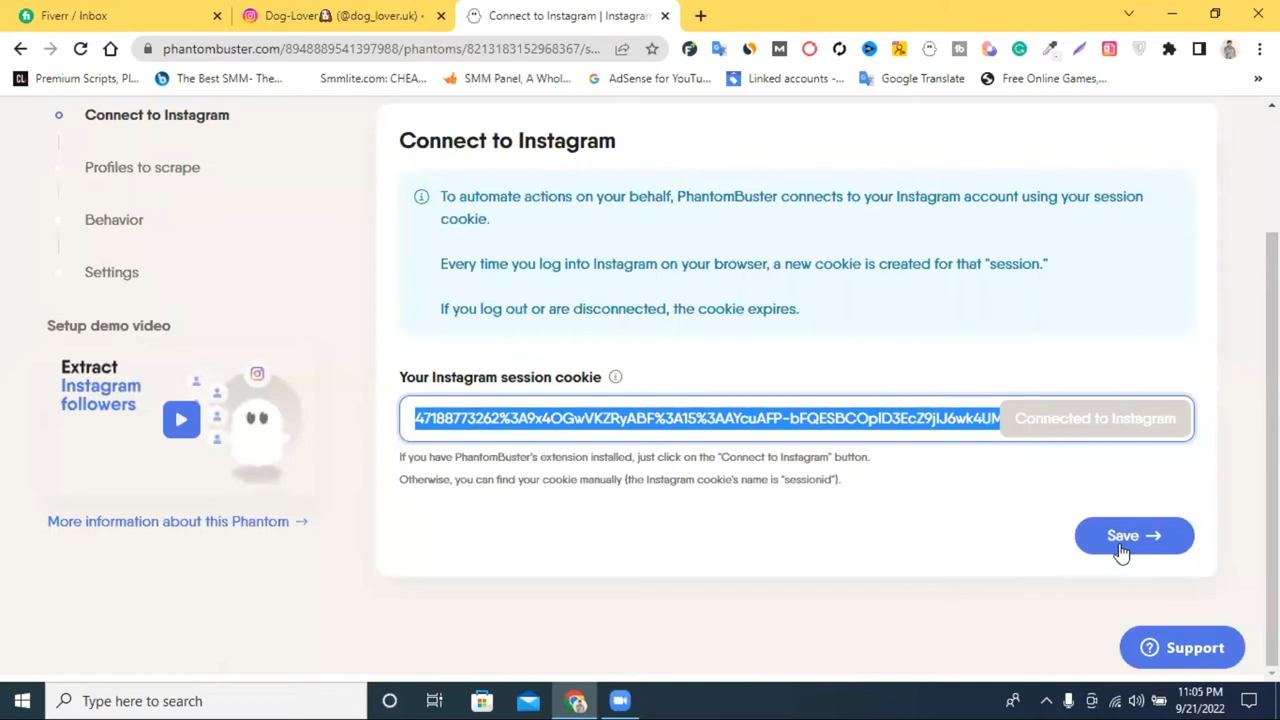 Fiverr / Inbox
Dog-Lover (@dog_lover.uk) •
Connect to Instagram | Instagram
phantombuster.com/8948889541397988/phantoms/8213183152968367/s...
Premium Scripts, Pl...
The Best SMM- The...
Smmlite.com: CHEA...
SMM Panel, A Whol...
AdSense for YouTu...
Linked accounts -...
Google Translate
Free Online Games,...
Connect to Instagram
Profiles to scrape
Behavior
Settings
Setup demo video
Extract
Instagram
followers
More information about this Phantom →
Connect to Instagram
To automate actions on your behalf, PhantomBuster connects to your Instagram account using your session
cookie.
Every time you log into Instagram on your browser, a new cookie is created for that "session."
If you log out or are disconnected, the cookie expires.
Your Instagram session cookie
Connected to Instagram
If you have PhantomBuster's extension installed, just click on the "Connect to Instagram" button.
Otherwise, you can find your cookie manually (the Instagram cookie's name is "sessionid").
Save →
Support
Type here to search
11:05 PM
9/21/2022